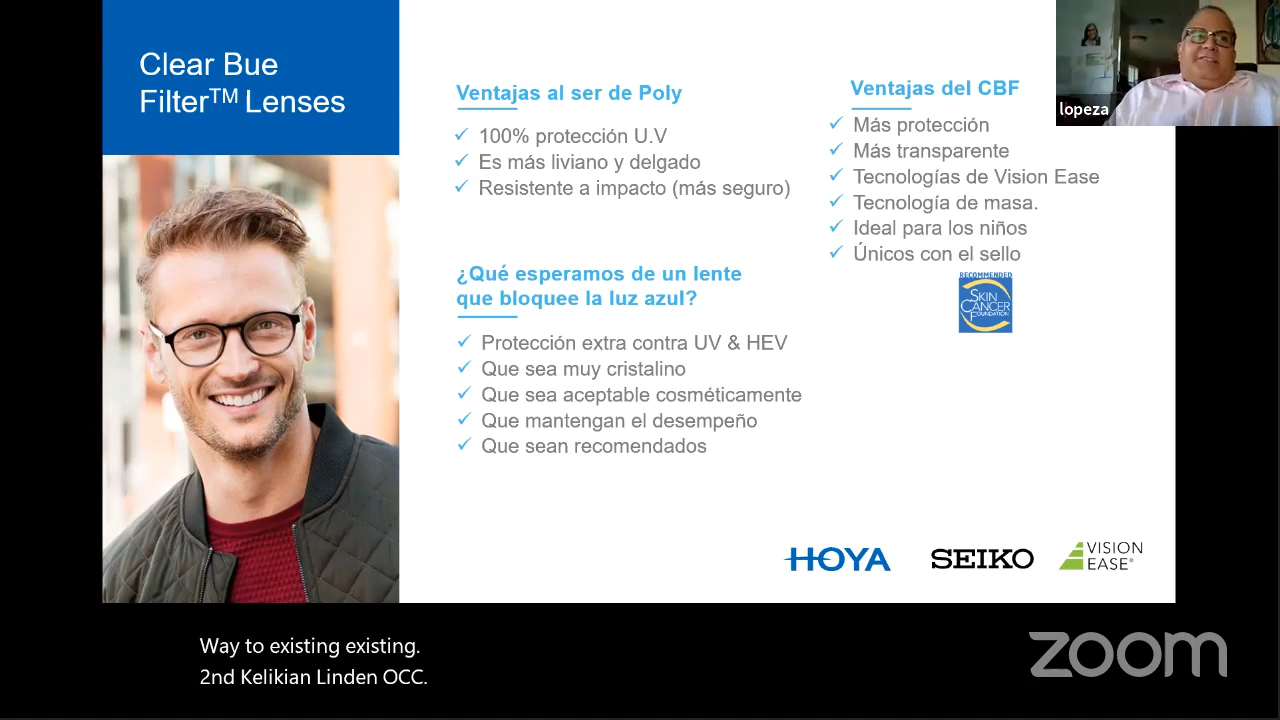 Clear Bue
Filter™ Lenses
Ventajas al ser de Poly
100% protección U.V
Es más liviano y delgado
Resistente a impacto (más seguro)
¿Qué esperamos de un lente
que bloquee la luz azul?
Protección extra contra UV & HEV
Que sea muy cristalino
Que sea aceptable cosméticamente
Que mantengan el desempeño
Que sean recomendados
Ventajas del CBF
Más protección
Más transparente
Tecnologías de Vision Ease
Tecnología de masa.
Ideal para los niños
Únicos con el sello
RECOMMENDED
SKIN
CANCER
FOUNDATION
lopeza
HOYA
SEIKO
VISION
EASE®
Way to existing existing.
2nd Kelikian Linden OCC.
zoom